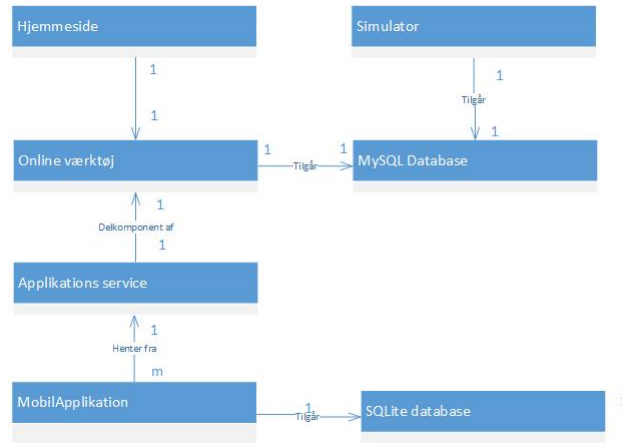 Hjemmeside
Simulator
1
1
Tilgår
1
1
Online værktøj
1
Tilgår
1
MySQL Database
1
Delkomponent af
1
Applikations service
1
Henter fra
m
MobilApplikation
1
Tilgår
SQLite database